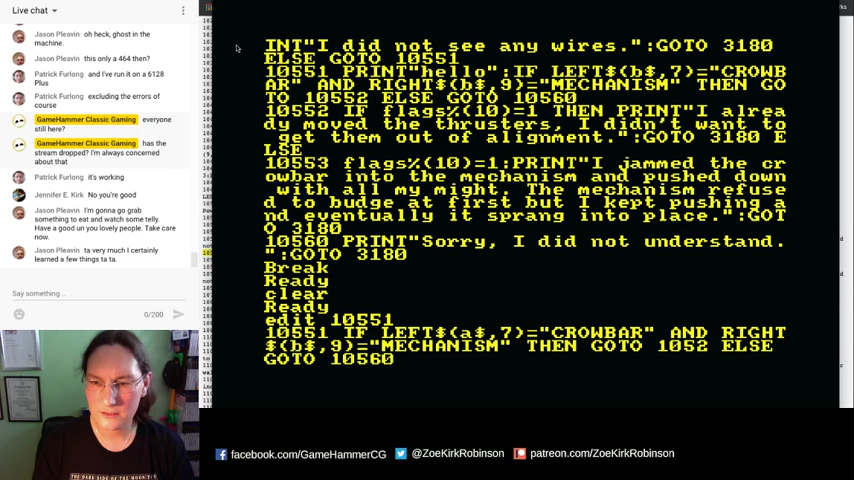 Live chat
Jason Pleavin oh heck, ghost in the
machine.
Jason Pleavin this only a 464 then?
Patrick Furlong and I've run it on a 6128
Plus
Patrick Furlong excluding the errors of
course
GameHammer Classic Gaming everyone
still here?
GameHammer Classic Gaming has the
stream dropped? I'm always concerned
about that
Patrick Furlong it's working
Jennifer E. Kirk No you're good
Jason Pleavin I'm gonna go grab
something to eat and watch some telly.
Have a good un you lovely people. Take care
now.
Jason Pleavin ta very much I certainly
learned a few things ta ta.
Say something...
0/200
INT"I did not see any wires.":GOTO 3180
ELSE GOTO 10551
10551 PRINT"hello":IF LEFT$(b$,7)="CROWB
AR" AND RIGHT$(b$,9)="MECHANISM" THEN GO
TO 10552 ELSE GOTO 10560
10552 IF flags%(10)=1 THEN PRINT"I alrea
dy moved the thrusters, I didn't want to
get them out of alignment.":GOTO 3180 E
LSE
10553 flags%(10)=1:PRINT"I jammed the cr
owbar into the mechanism and pushed down
with all my might. The mechanism refuse
d to budge at first but I kept pushing a
nd eventually it sprang into place.":GOT
O 3180
10560 PRINT"Sorry, I did not understand.
":GOTO 3180
Break
Ready
clear
Ready
edit 10551
10551 IF LEFT$(a$,7)="CROWBAR" AND RIGHT
$(b$,9)="MECHANISM" THEN GOTO 1052 ELSE
GOTO 10560
THE DARK SIDE OF THE MOON
facebook.com/GameHammerCG
@ZoeKirkRobinson
patreon.com/ZoeKirkRobinson